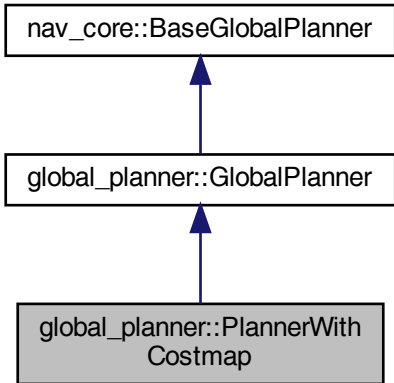 nav_core::BaseGlobalPlanner
global_planner::GlobalPlanner
global_planner::PlannerWith
Costmap